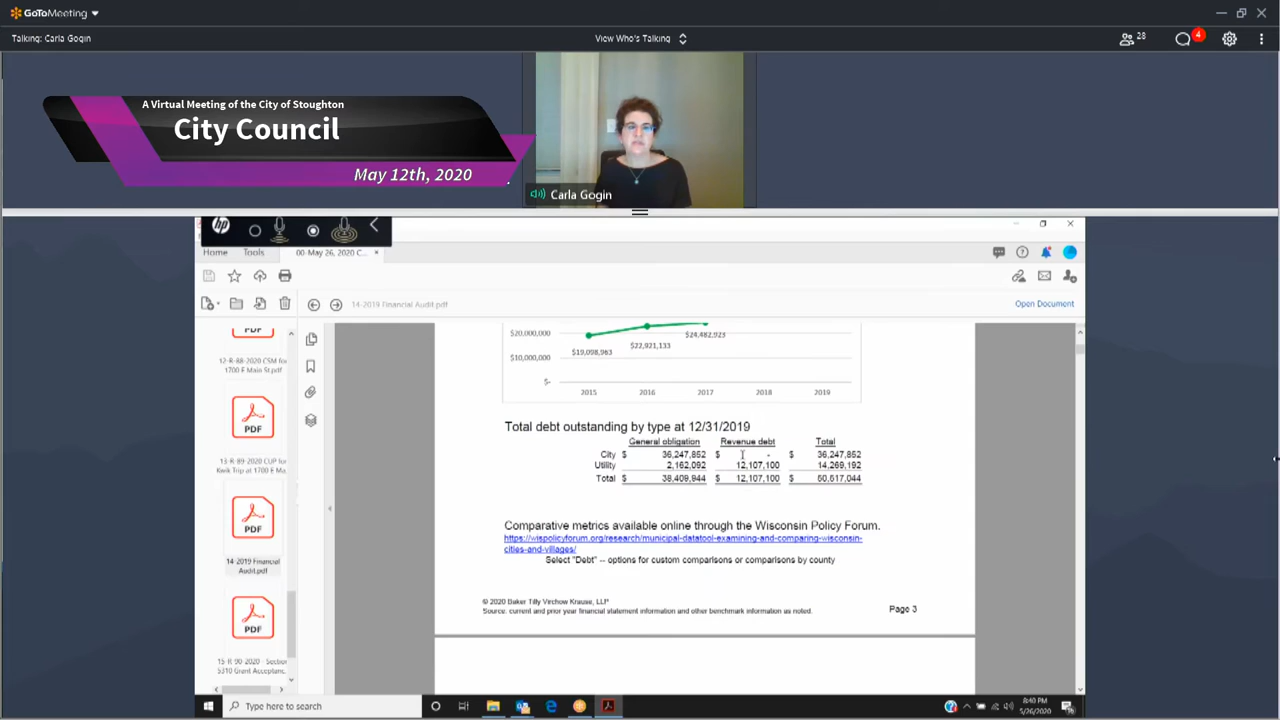 GoToMeeting
Talking: Carla Gogin
View Who's Talking
28
4
A Virtual Meeting of the City of Stoughton
City Council
May 12th, 2020
Carla Gogin
hp
Home Tools 00-May 26, 2020 C... ×
14-2019 Financial Audit.pdf
Open Document
PDF
12-R-88-2020 CSM for
1700 E Main St.pdf
PDF
13-R-89-2020 CUP for
Kwik Trip at 1700 E Ma
PDF
14-2019 Financial
Audit.pdf
PDF
15-R-90-2020 - Section
5310 Grant Acceptanc
$20,000,000
$10,000,000
$-
$19,098,963
$22,921,133
$24,482,923
2015 2016 2017 2018 2019
Total debt outstanding by type at 12/31/2019
General obligation Revenue debt Total
City $ 36,247,852 $ - $ 36,247,852
Utility 2,162,092 12,107,100 14,269,192
Total $ 38,409,944 $ 12,107,100 $ 50,517,044
Comparative metrics available online through the Wisconsin Policy Forum.
https://wispolicyforum.org/research/municipal-datatool-examining-and-comparing-wisconsin-
cities-and-villages/
Select "Debt" -- options for custom comparisons or comparisons by county
© 2020 Baker Tilly Virchow Krause, LLP
Source: current and prior year financial statement information and other benchmark information as noted.
Page 3
Type here to search
8:40 PM
5/26/2020